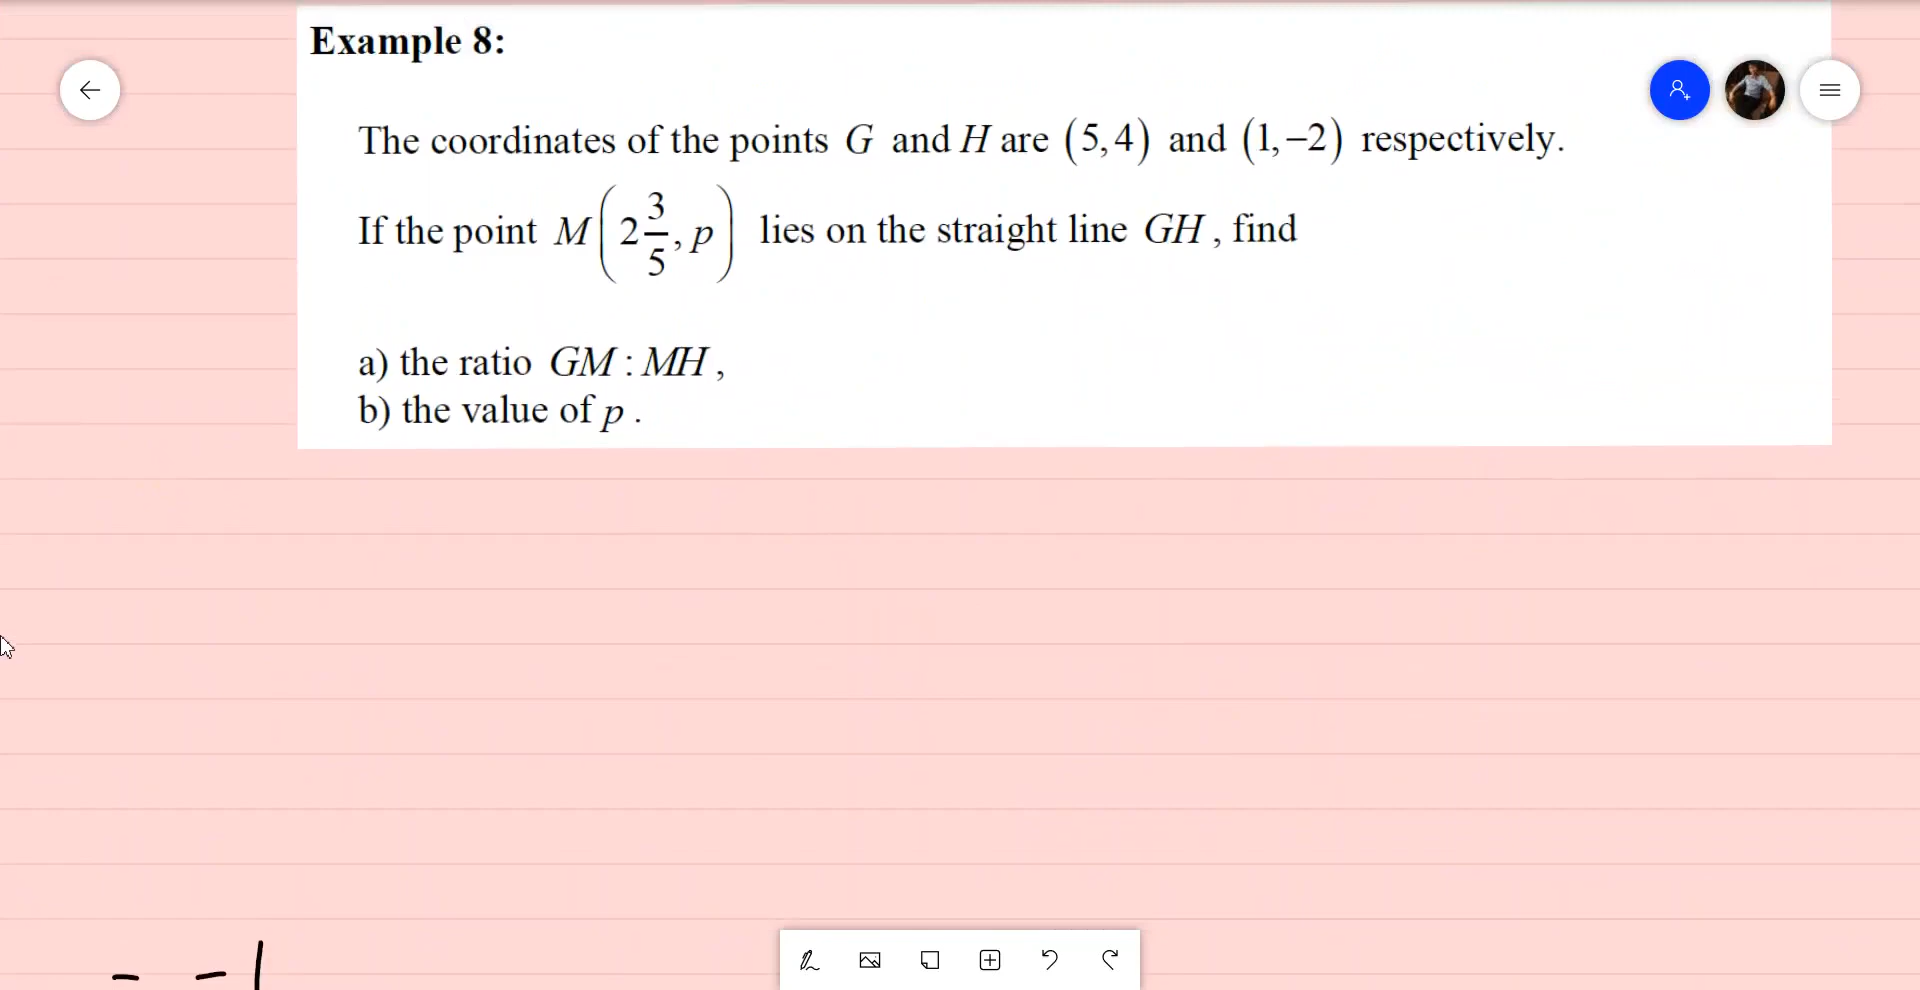 Example 8:
The coordinates of the points G and H are (5,4) and (1,−2) respectively.
If the point M(2 3/5, p) lies on the straight line GH, find
a) the ratio GM : MH,
b) the value of p.